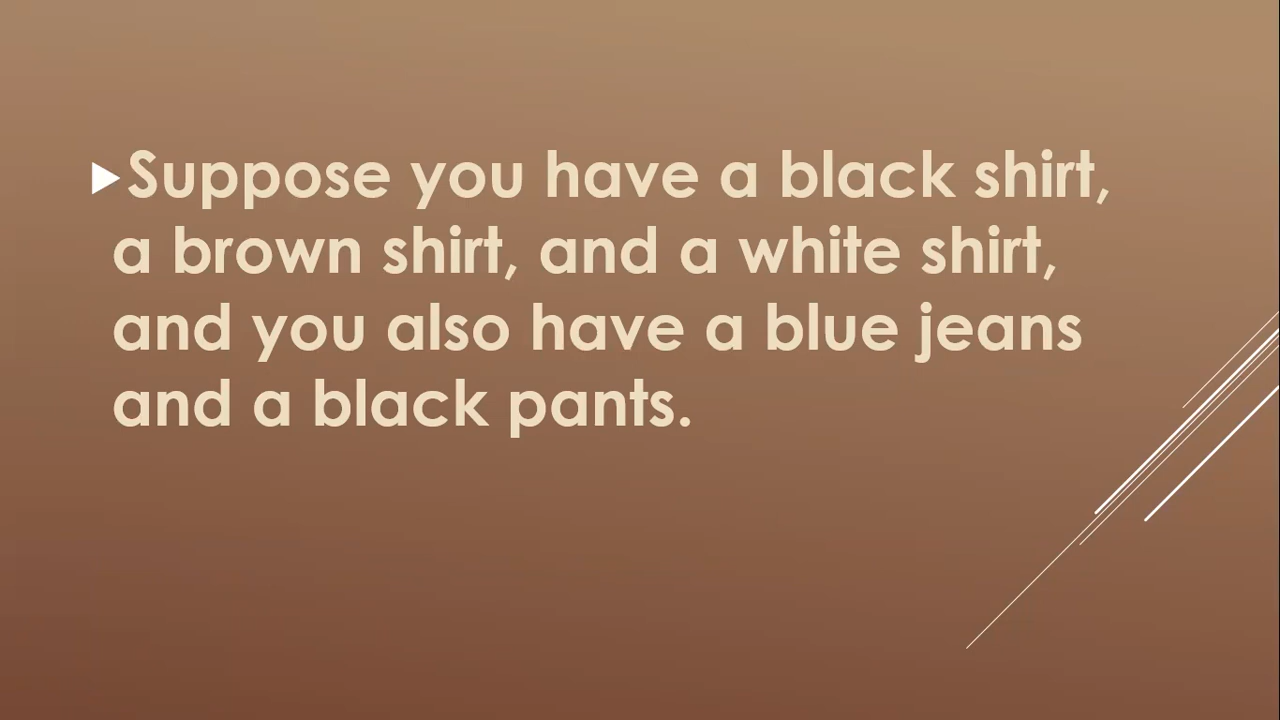 Suppose you have a black shirt,
a brown shirt, and a white shirt,
and you also have a blue jeans
and a black pants.